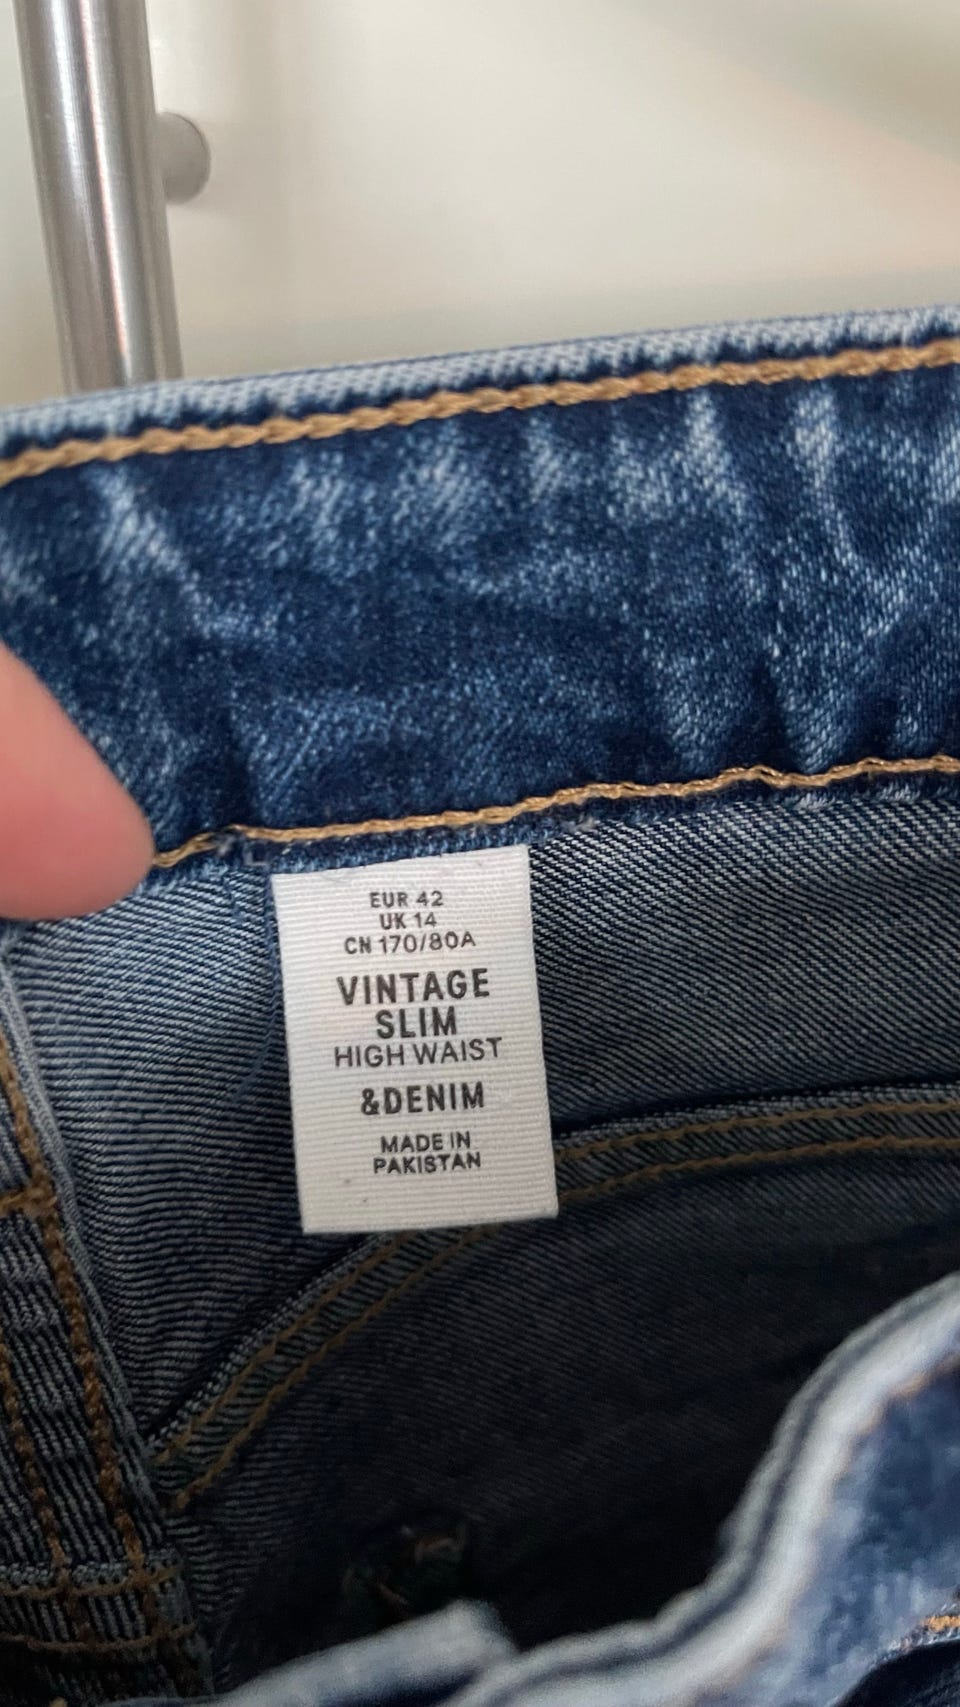 EUR 42
UK 14
CN 170/80A
VINTAGE
SLIM
HIGH WAIST
&DENIM
MADE IN
PAKISTAN